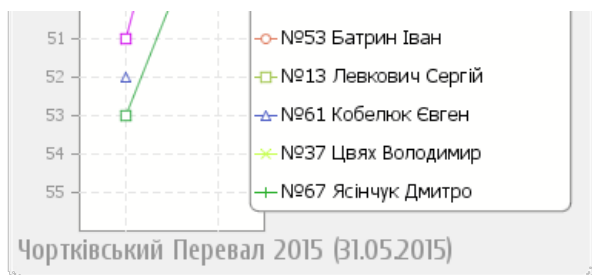 51
52
53
54
55
№53 Батрин Іван
№13 Левкович Сергій
№61 Кобелюк Євген
№37 Цвях Володимир
№67 Ясінчук Дмитро
Чортківський Перевал 2015 (31.05.2015)